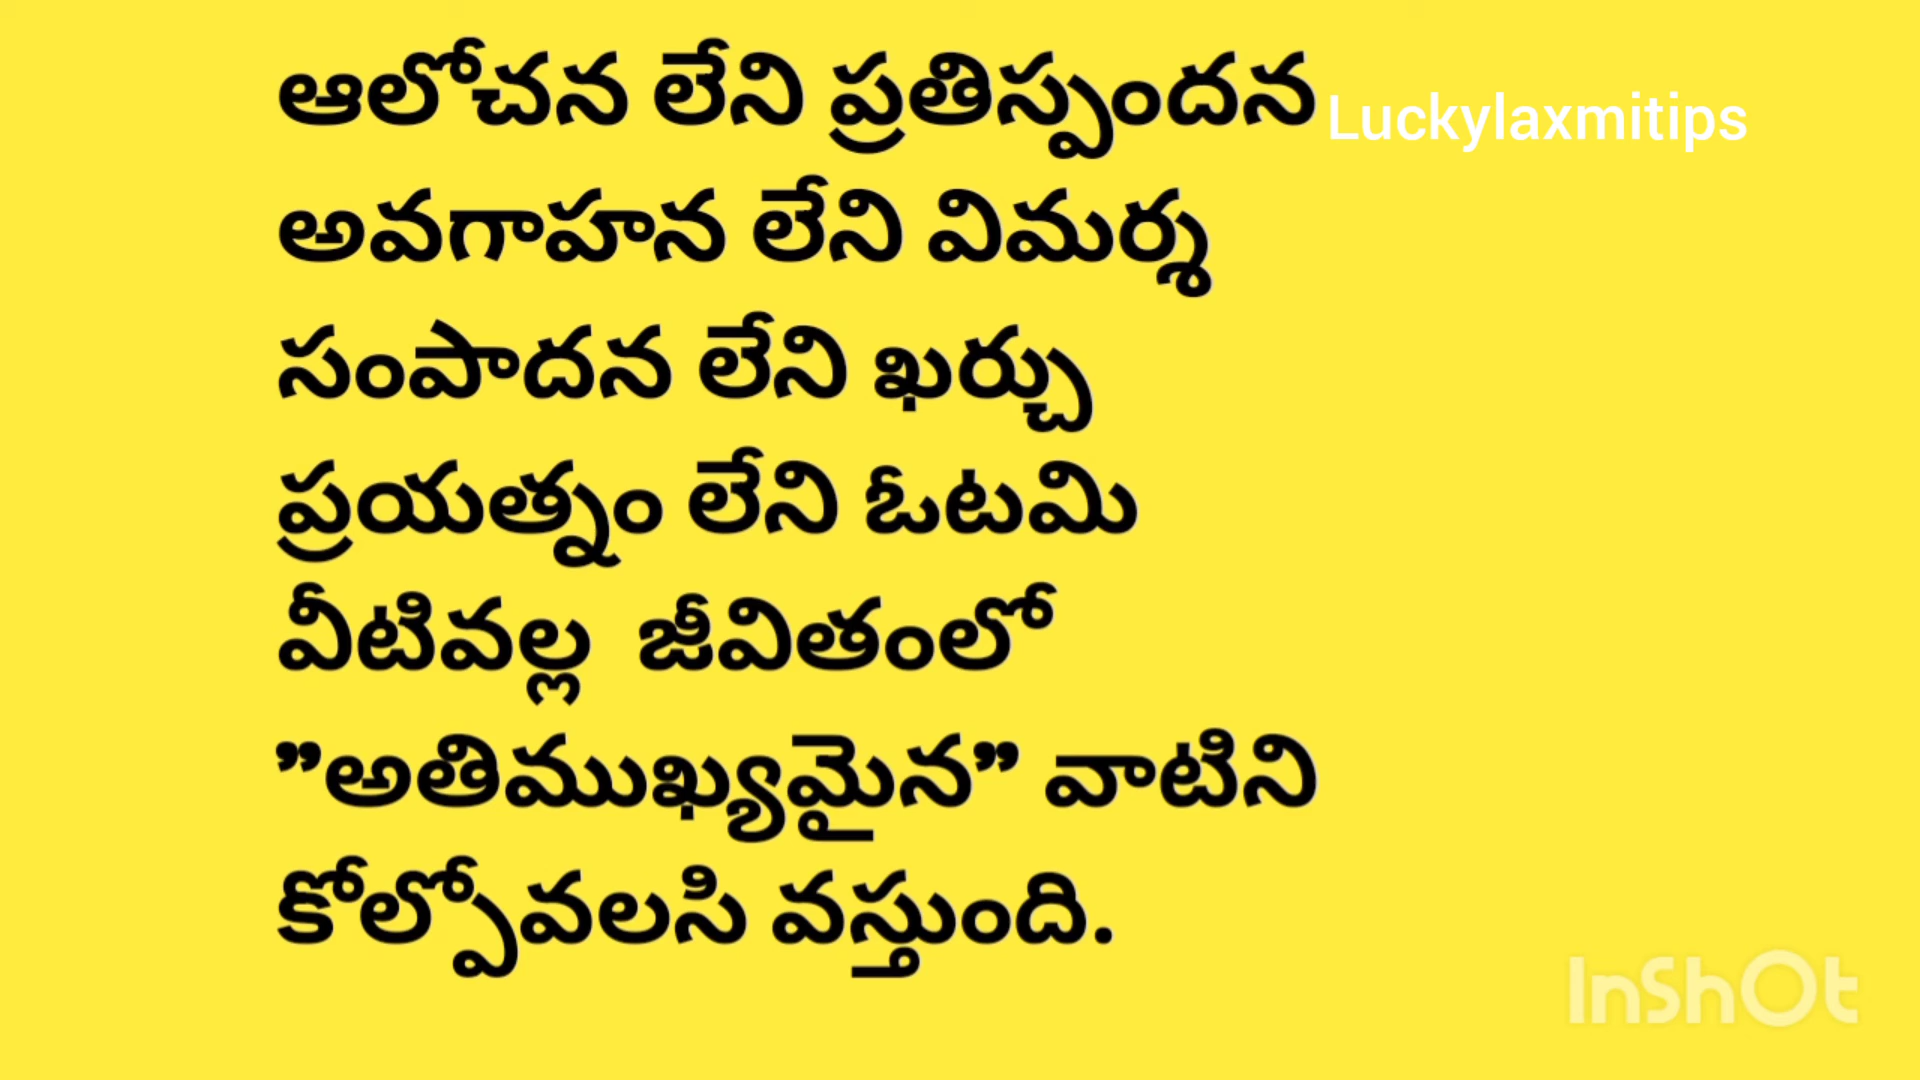 ఆలోచన లేని ప్రతిస్పందన
Luckylaxmitips
అవగాహన లేని విమర్శ
సంపాదన లేని ఖర్చు
ప్రయత్నం లేని ఓటమి
వీటివల్ల జీవితంలో
”అతిముఖ్యమైన” వాటిని
కోల్పోవలసి వస్తుంది.
InShOt